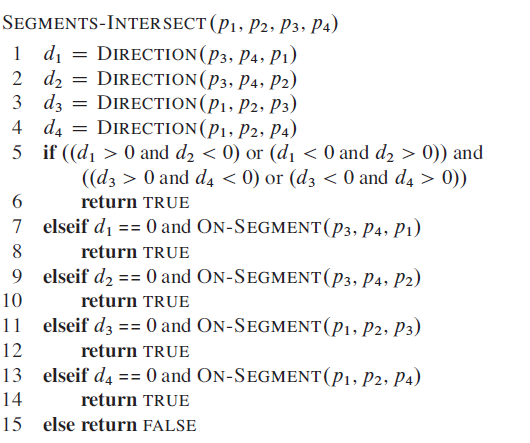 SEGMENTS-INTERSECT(p₁, p₂, p₃, p₄)
1 d₁ = DIRECTION(p₃, p₄, p₁)
2 d₂ = DIRECTION(p₃, p₄, p₂)
3 d₃ = DIRECTION(p₁, p₂, p₃)
4 d₄ = DIRECTION(p₁, p₂, p₄)
5 if ((d₁ > 0 and d₂ < 0) or (d₁ < 0 and d₂ > 0)) and
((d₃ > 0 and d₄ < 0) or (d₃ < 0 and d₄ > 0))
6 return TRUE
7 elseif d₁ == 0 and ON-SEGMENT(p₃, p₄, p₁)
8 return TRUE
9 elseif d₂ == 0 and ON-SEGMENT(p₃, p₄, p₂)
10 return TRUE
11 elseif d₃ == 0 and ON-SEGMENT(p₁, p₂, p₃)
12 return TRUE
13 elseif d₄ == 0 and ON-SEGMENT(p₁, p₂, p₄)
14 return TRUE
15 else return FALSE